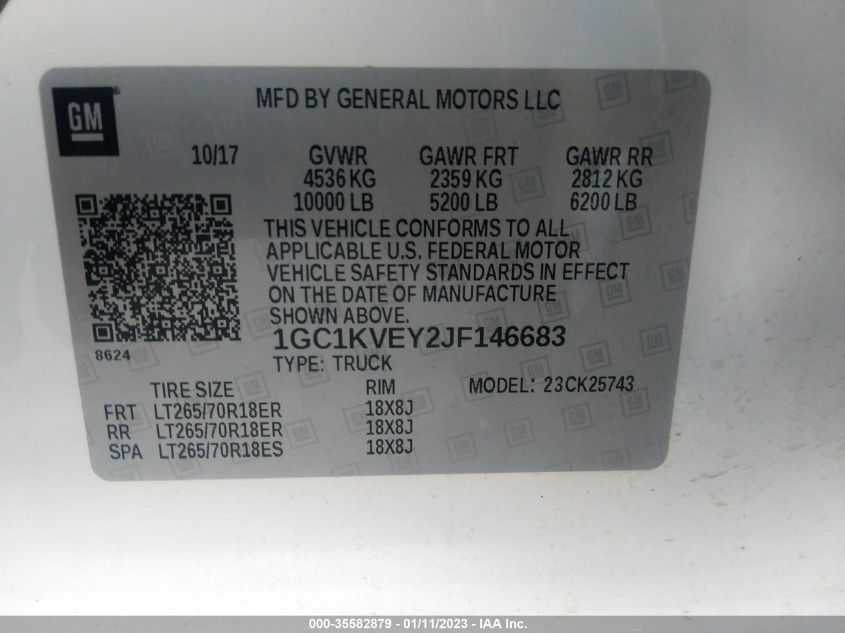 GM
MFD BY GENERAL MOTORS LLC
10/17 GVWR GAWR FRT GAWR RR
4536 KG 2359 KG 2812 KG
10000 LB 5200 LB 6200 LB
THIS VEHICLE CONFORMS TO ALL
APPLICABLE U.S. FEDERAL MOTOR
VEHICLE SAFETY STANDARDS IN EFFECT
ON THE DATE OF MANUFACTURE
SHOWN ABOVE.
8624
1GC1KVEY2JF146683
TYPE: TRUCK
TIRE SIZE RIM MODEL: 23CK25743
FRT LT265/70R18ER 18X8J
RR LT265/70R18ER 18X8J
SPA LT265/70R18ES 18X8J
000-35582879 - 01/11/2023 - IAA Inc.